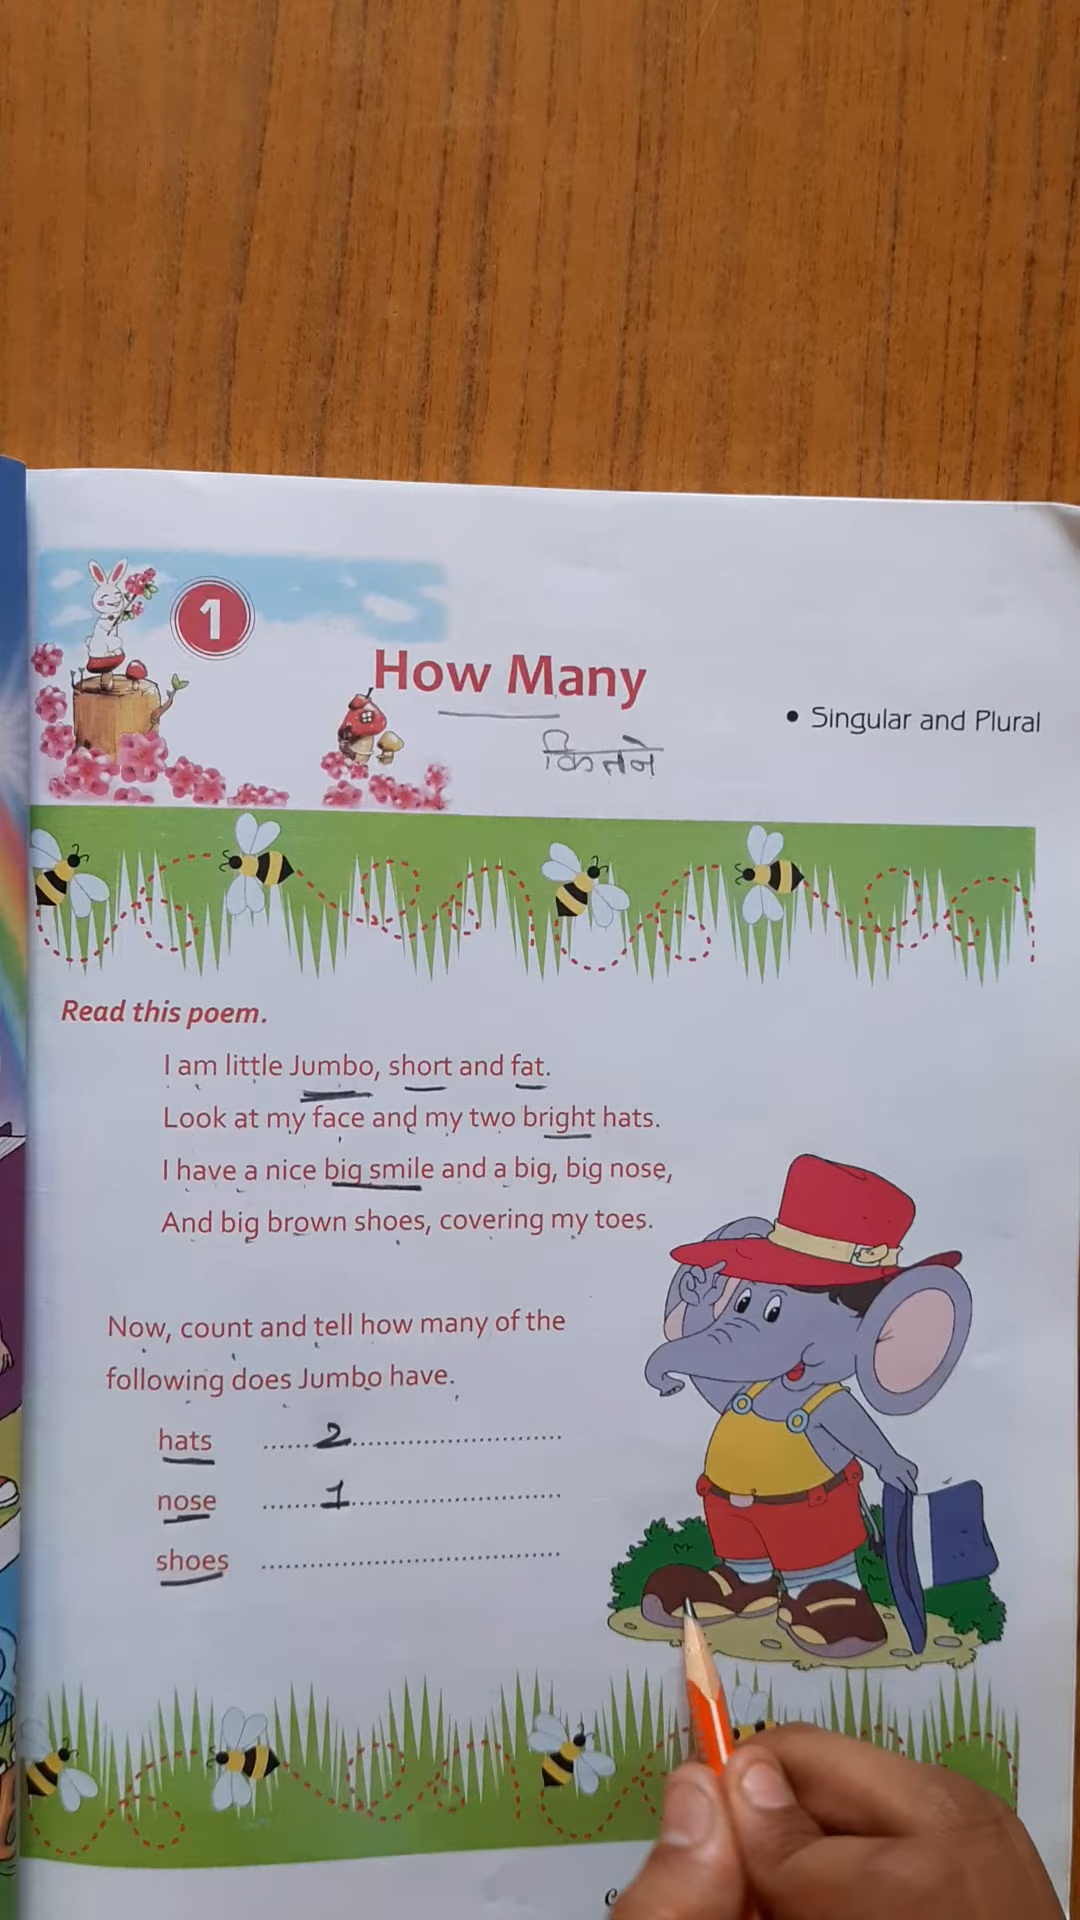 1
How Many
• Singular and Plural
कितने
Read this poem.
I am little Jumbo, short and fat.
Look at my face and my two bright hats.
I have a nice big smile and a big, big nose,
And big brown shoes, covering my toes.
Now, count and tell how many of the
following does Jumbo have.
hats ......2..............................
nose .......1..............................
shoes ..........................................